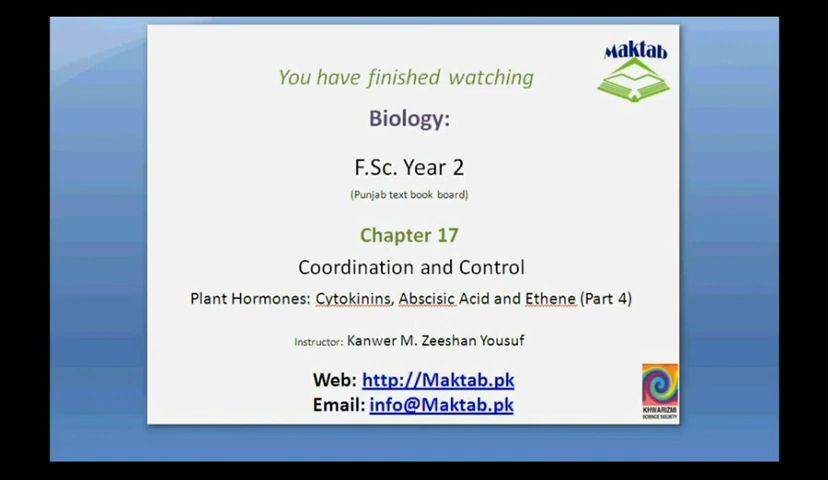 Maktab
You have finished watching
Biology:
F.Sc. Year 2
(Punjab text book board)
Chapter 17
Coordination and Control
Plant Hormones: Cytokinins, Abscisic Acid and Ethene (Part 4)
Instructor: Kanwer M. Zeeshan Yousuf
Web: http://Maktab.pk
Email: info@Maktab.pk
KHWARIZMI
SCIENCE SOCIETY